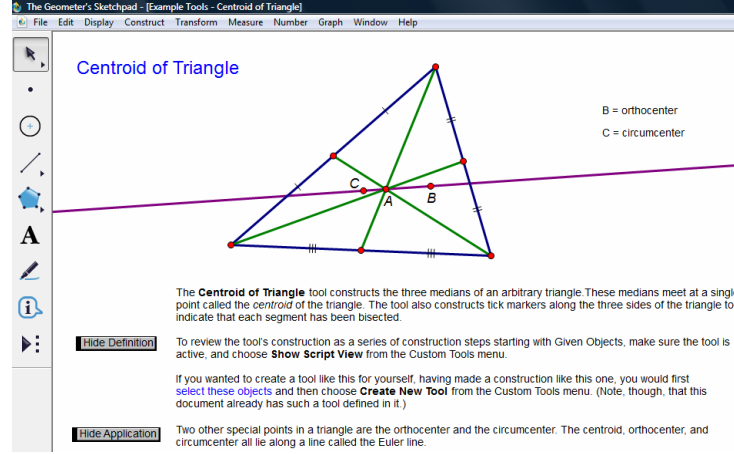 The Geometer's Sketchpad - [Example Tools - Centroid of Triangle]
File Edit Display Construct Transform Measure Number Graph Window Help
Centroid of Triangle
B = orthocenter
C = circumcenter
C
A
B
A
The Centroid of Triangle tool constructs the three medians of an arbitrary triangle.These medians meet at a single
point called the centroid of the triangle. The tool also constructs tick markers along the three sides of the triangle to
indicate that each segment has been bisected.
Hide Definition
To review the tool's construction as a series of construction steps starting with Given Objects, make sure the tool is
active, and choose Show Script View from the Custom Tools menu.
If you wanted to create a tool like this for yourself, having made a construction like this one, you would first
select these objects and then choose Create New Tool from the Custom Tools menu. (Note, though, that this
document already has such a tool defined in it.)
Hide Application
Two other special points in a triangle are the orthocenter and the circumcenter. The centroid, orthocenter, and
circumcenter all lie along a line called the Euler line.